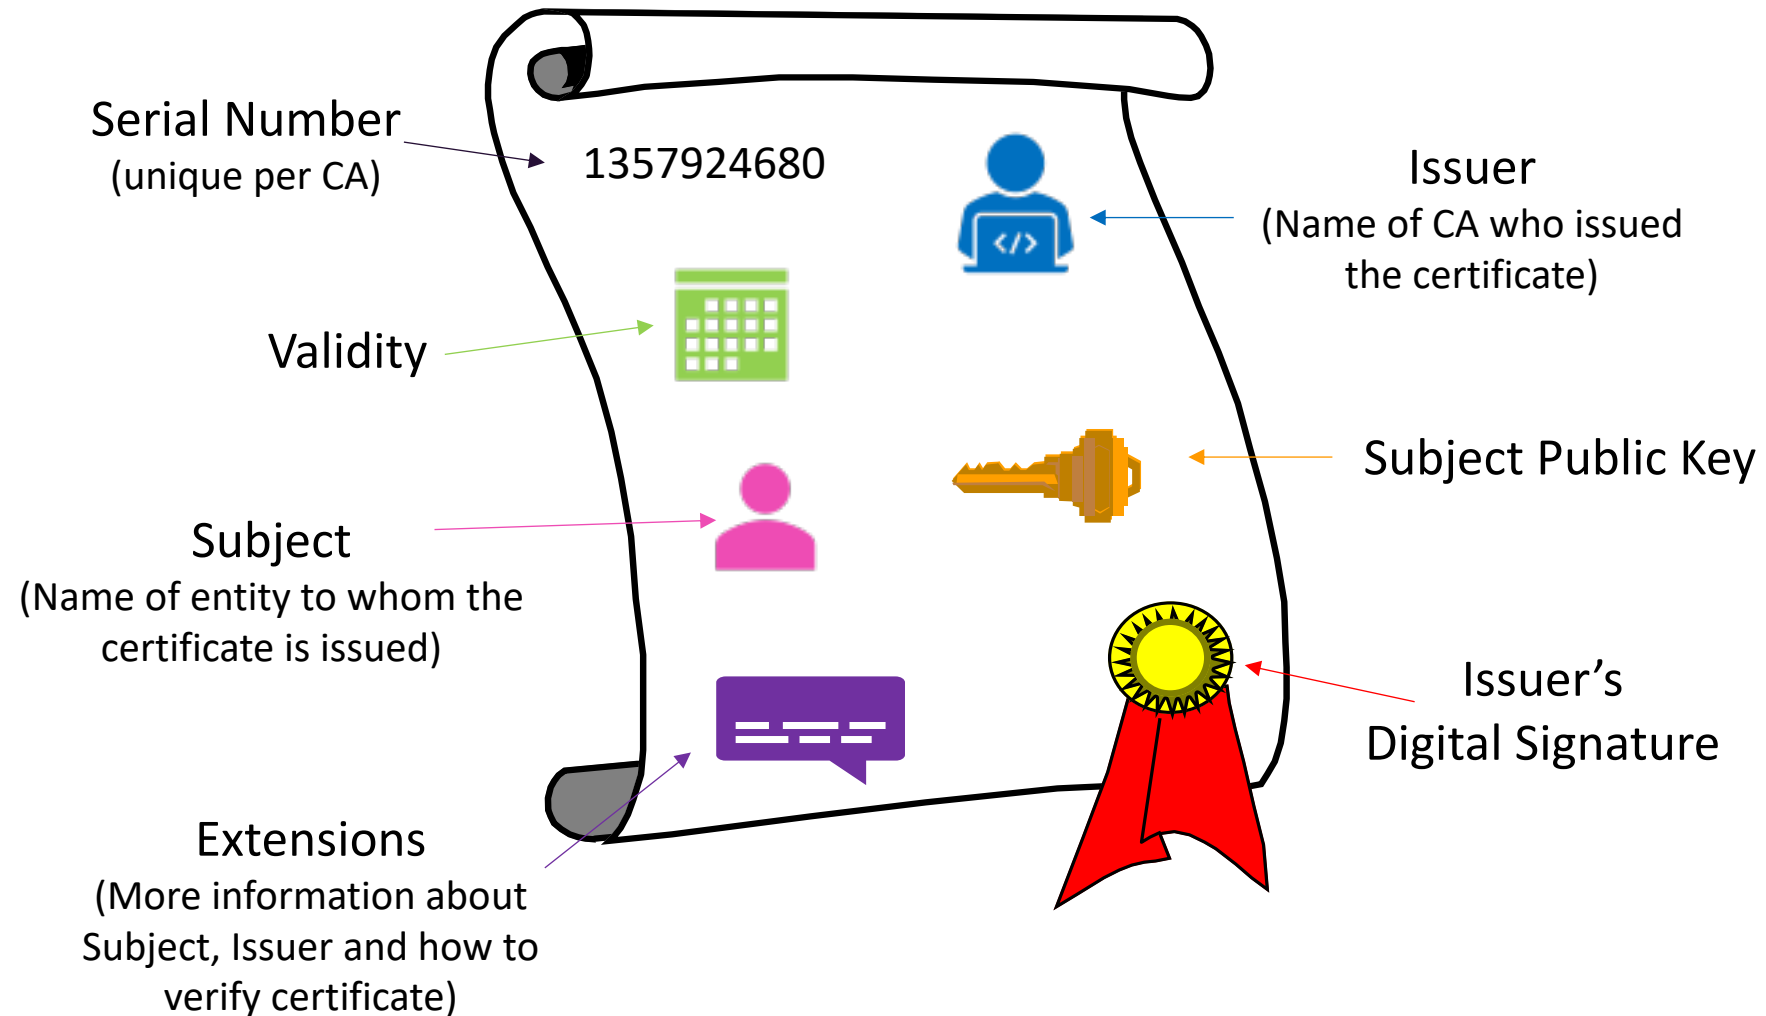 Serial Number
(unique per CA)
1357924680
Issuer
(Name of CA who issued
the certificate)
</>
Validity
Subject Public Key
Subject
(Name of entity to whom the
certificate is issued)
Issuer’s
Digital Signature
Extensions
(More information about
Subject, Issuer and how to
verify certificate)